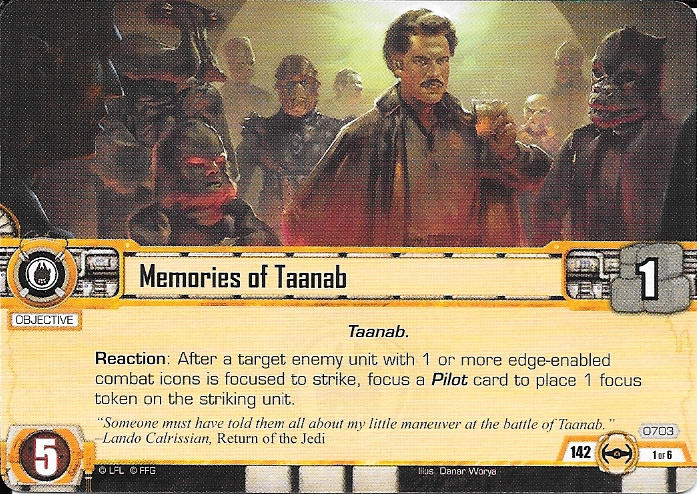 Memories of Taanab
1
OBJECTIVE
Taanab.
Reaction: After a target enemy unit with 1 or more edge-enabled
combat icons is focused to strike, focus a Pilot card to place 1 focus
token on the striking unit.
"Someone must have told them all about my little maneuver at the battle of Taanab."
–Lando Calrissian, Return of the Jedi
0703
5
142
1 OF 6
© LFL © FFG
Illus. Danar Worya